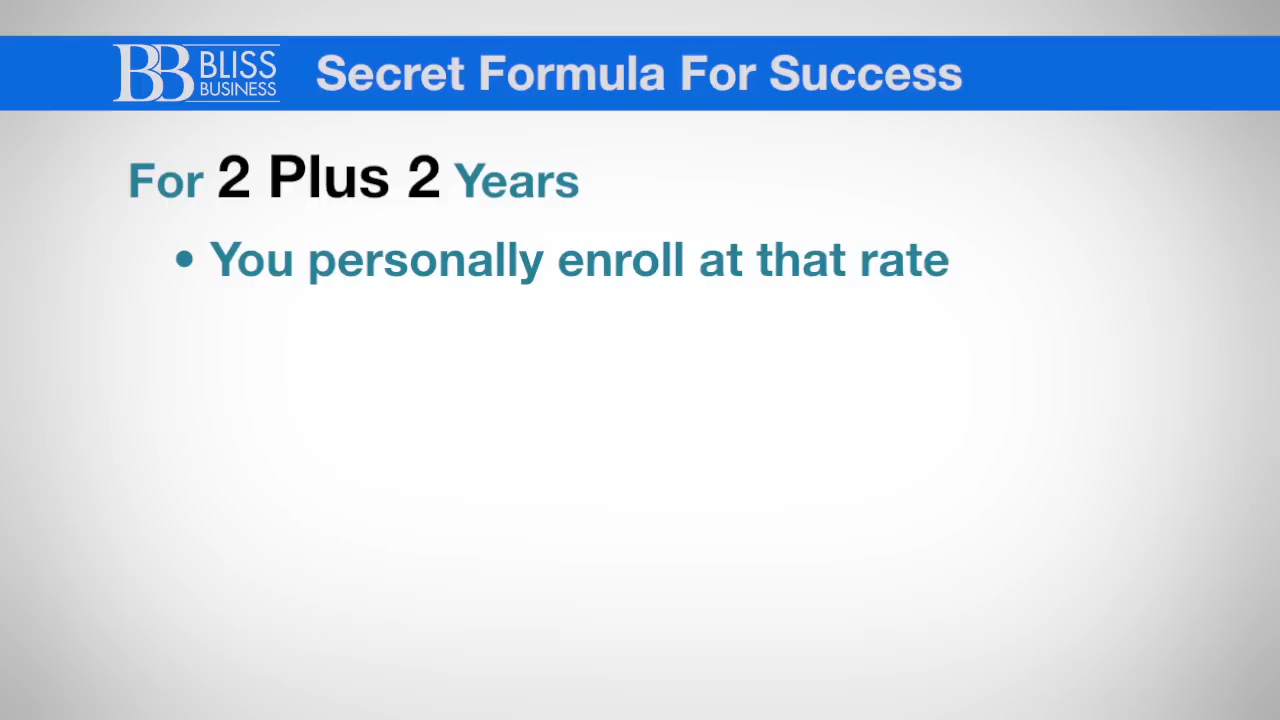 BB BLISS BUSINESS
Secret Formula For Success
For 2 Plus 2 Years
• You personally enroll at that rate